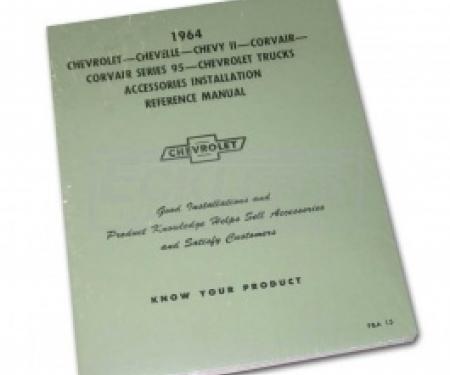 1964
CHEVROLET—CHEVELLE—CHEVY II—CORVAIR—
CORVAIR SERIES 95—CHEVROLET TRUCKS
ACCESSORIES INSTALLATION
REFERENCE MANUAL
CHEVROLET
Good Installations and
Product Knowledge Helps Sell Accessories
and Satisfy Customers
KNOW YOUR PRODUCT